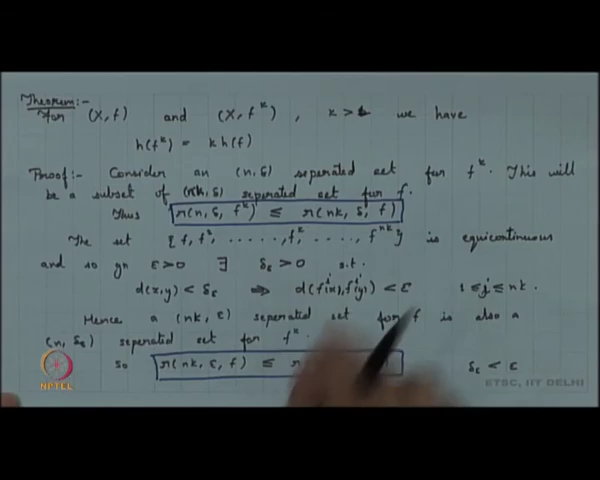 Theorem:-
For (X, f) and (X, f^k), k > 1 we have
h(f^k) = k h(f)
Proof:- Consider an (n, δ) seperated set for f^k. This will
be a subset of (nk, δ) seperated set for f.
Thus r(n, δ, f^k) ≤ r(nk, δ, f)
The set {f, f^2, ......, f^k, ...., f^nk} is equicontinuous
and so gn ε>0 ∃ δ_ε>0 s.t.
d(x,y) < δ_ε ⇒ d(f^j(x), f^j(y)) < ε 1 ≤ j ≤ nk.
Hence a (nk, ε) seperated set for f is also a
(n, δ_ε) seperated set for f^k.
so r(nk, ε, f) ≤ δ_ε < ε
NPTEL
ETSC, IIT DELHI